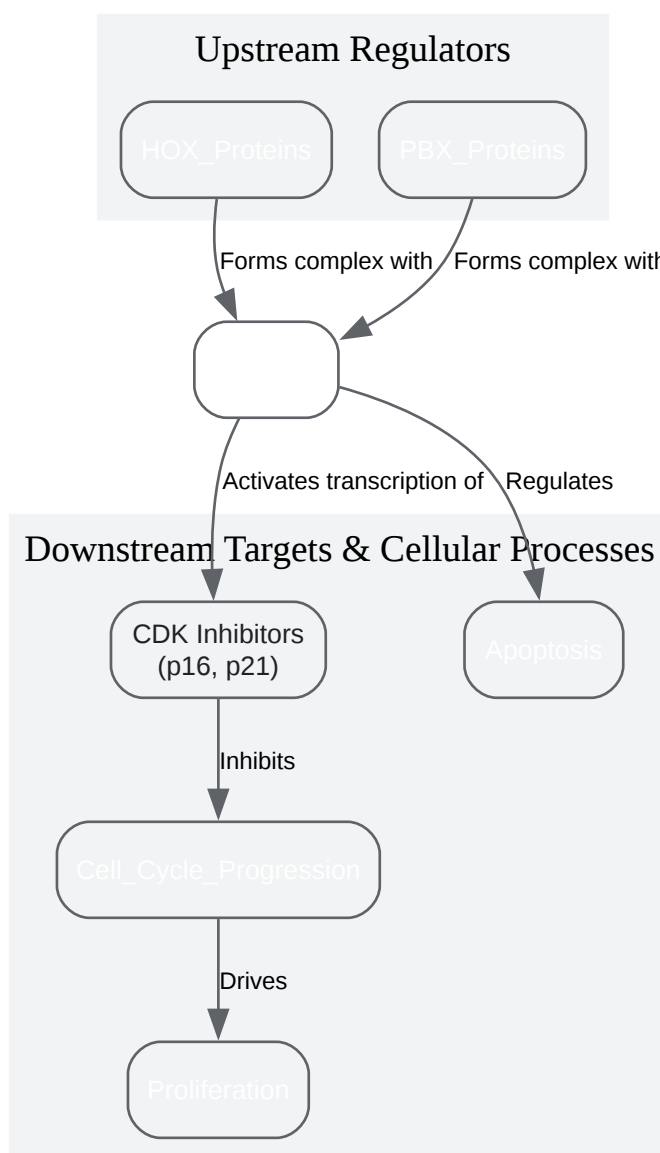 Upstream Regulators
HOX_Proteins
PBX_Proteins
Forms complex with
Forms complex with
Activates transcription of
Regulates
Downstream Targets & Cellular Processes
CDK Inhibitors
(p16, p21)
Apoptosis
Inhibits
Cell_Cycle_Progression
Drives
Proliferation